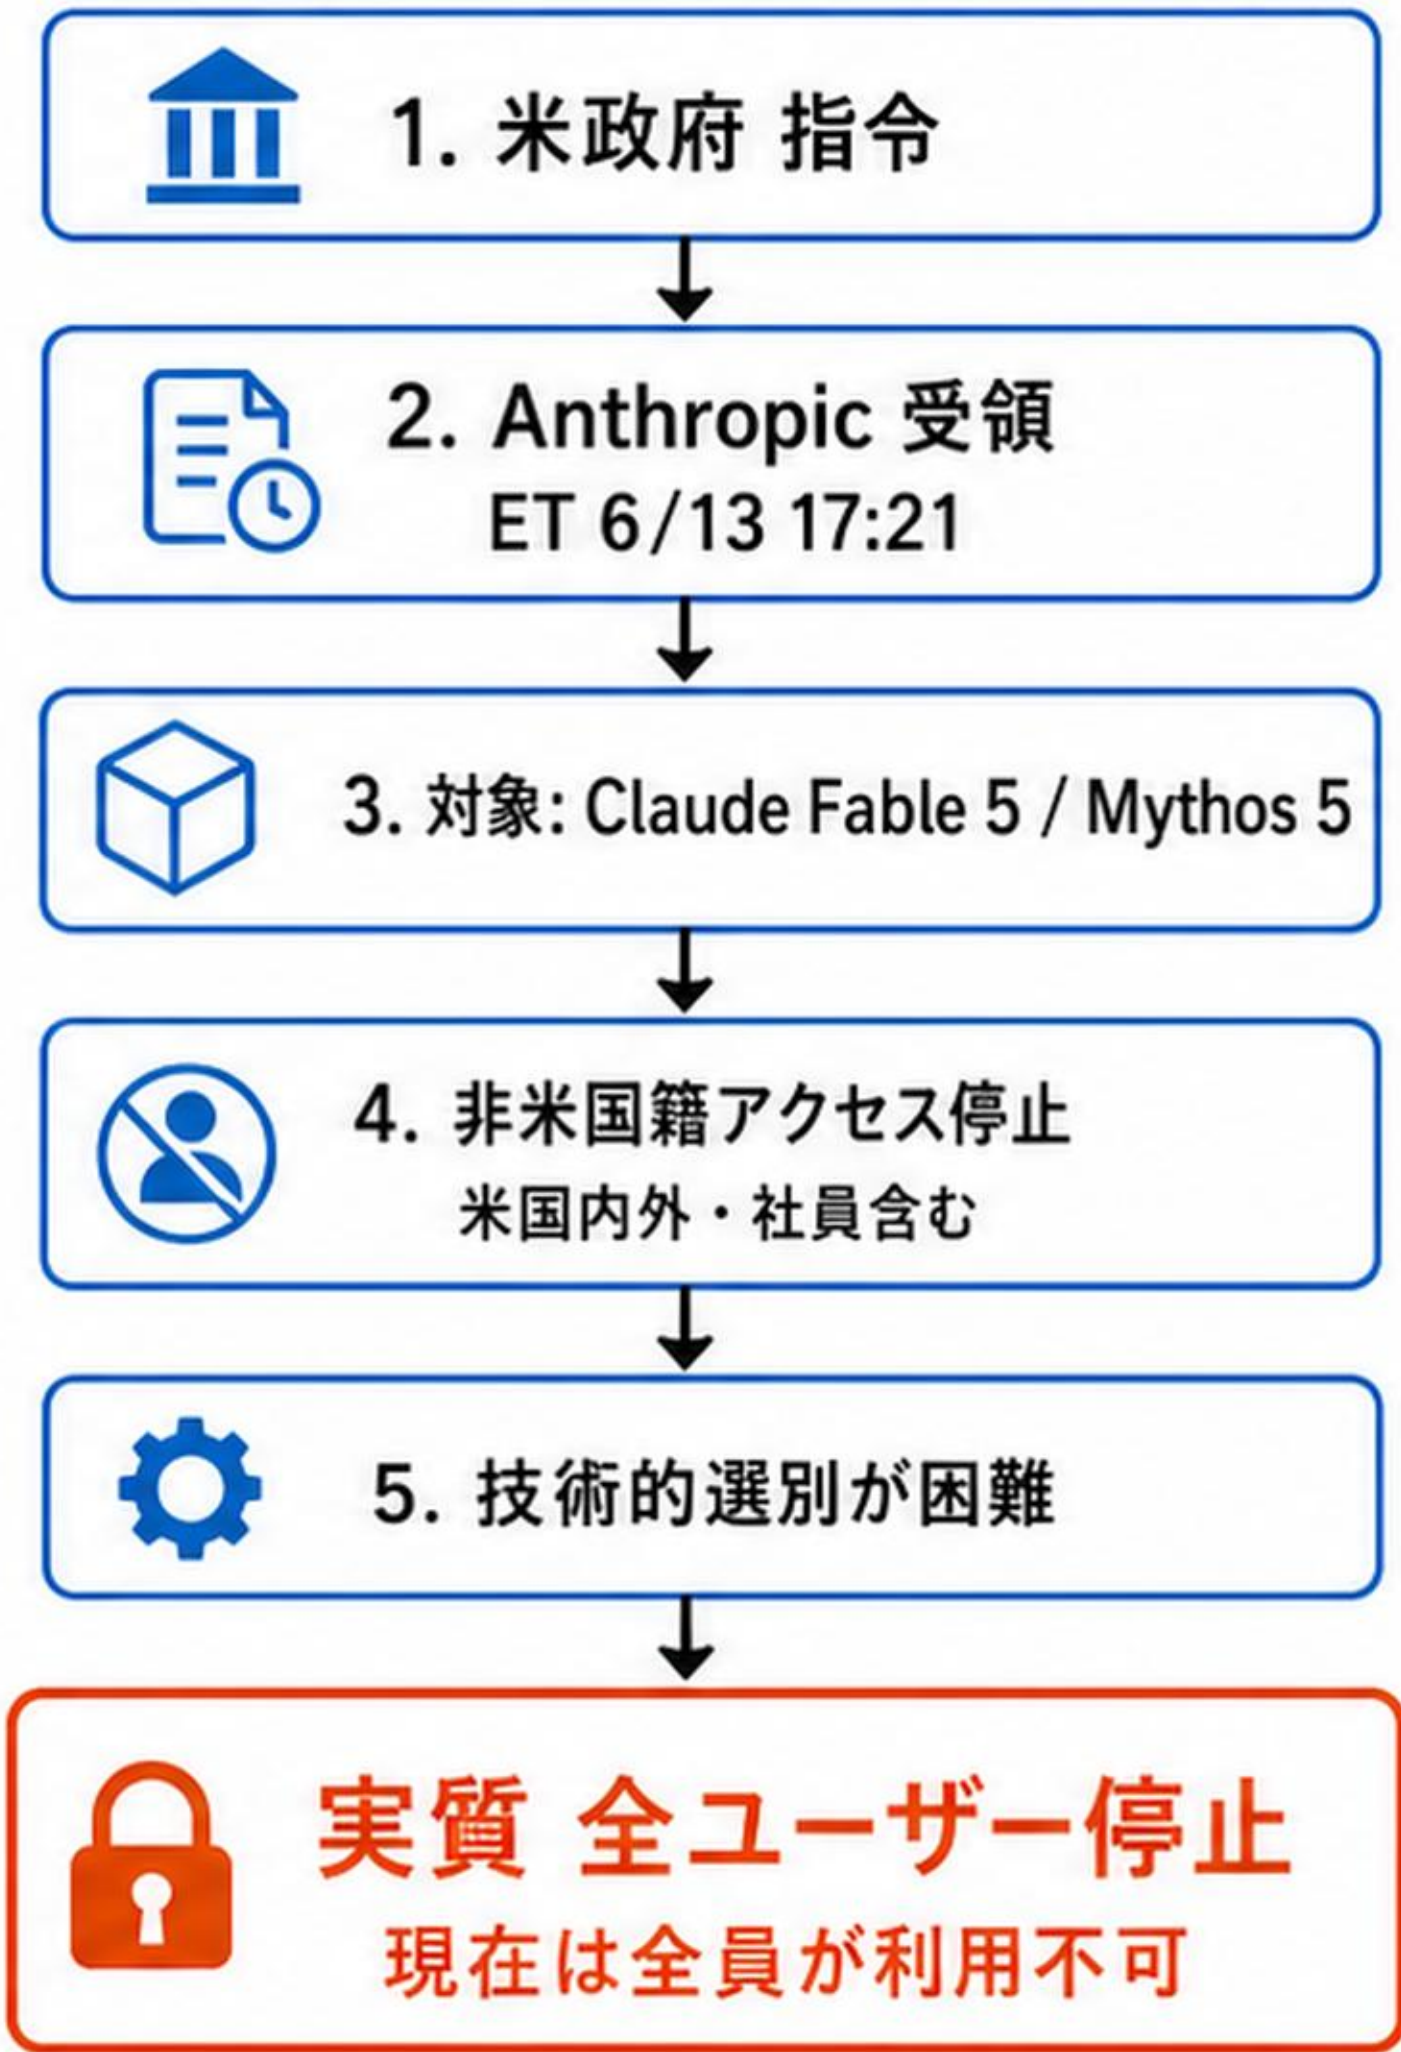 1. 米政府 指令
2. Anthropic 受領
ET 6/13 17:21
3. 対象: Claude Fable 5 / Mythos 5
4. 非米国籍アクセス停止
米国内外・社員含む
5. 技術的選別が困難
実質 全ユーザー停止
現在は全員が利用不可